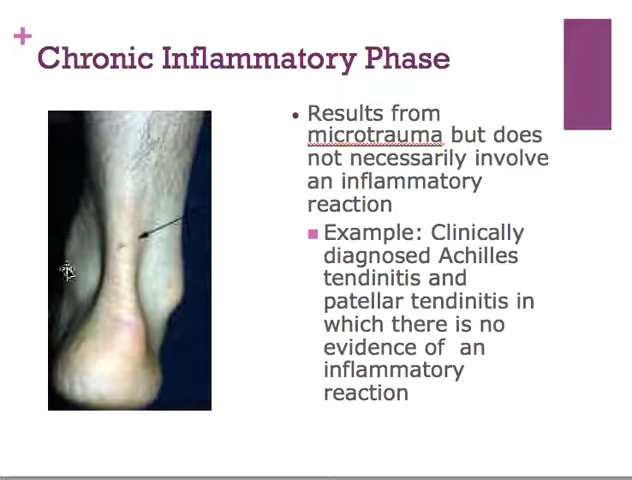 +
Chronic Inflammatory Phase
• Results from
microtrauma but does
not necessarily involve
an inflammatory
reaction
■ Example: Clinically
diagnosed Achilles
tendinitis and
patellar tendinitis in
which there is no
evidence of an
inflammatory
reaction